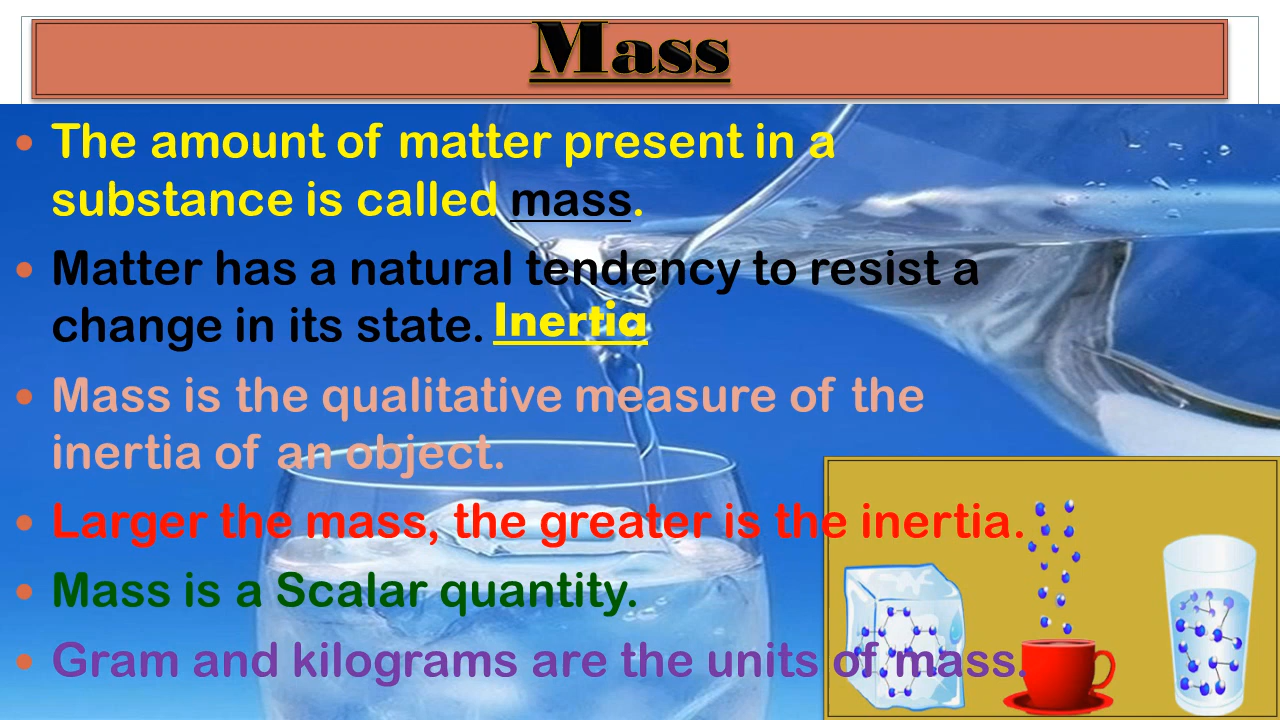 Mass
• The amount of matter present in a
substance is called mass.
• Matter has a natural tendency to resist a
change in its state. Inertia
• Mass is the qualitative measure of the
inertia of an object.
• Larger the mass, the greater is the inertia.
• Mass is a Scalar quantity.
• Gram and kilograms are the units of mass.